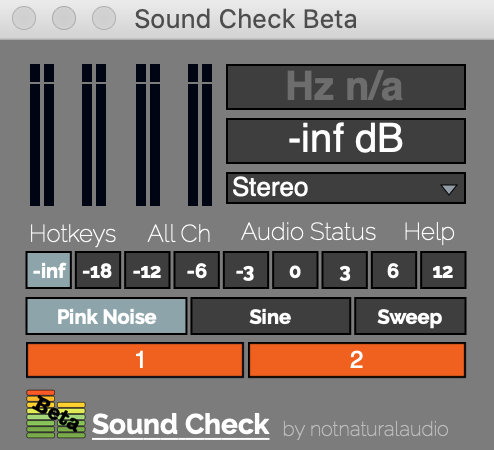 Sound Check Beta
Hz n/a
-inf dB
Stereo
Hotkeys All Ch Audio Status Help
-inf -18 -12 -6 -3 0 3 6 12
Pink Noise Sine Sweep
1 2
Beta Sound Check by notnaturalaudio